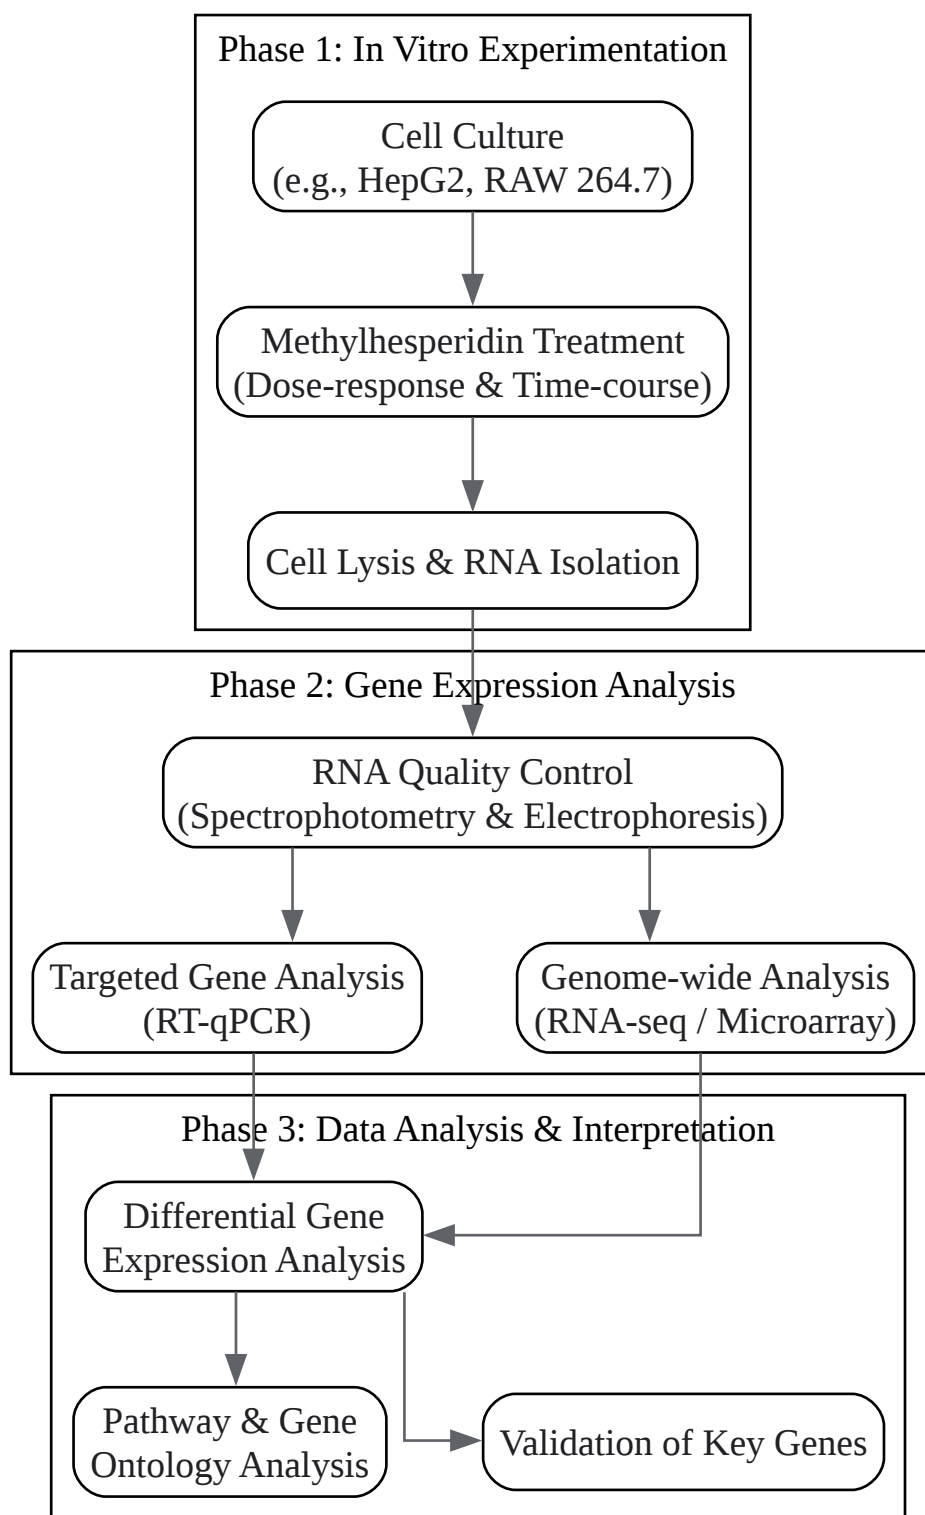 Phase 1: In Vitro Experimentation
Cell Culture
(e.g., HepG2, RAW 264.7)
Methylhesperidin Treatment
(Dose-response & Time-course)
Cell Lysis & RNA Isolation
Phase 2: Gene Expression Analysis
RNA Quality Control
(Spectrophotometry & Electrophoresis)
Targeted Gene Analysis
(RT-qPCR)
Genome-wide Analysis
(RNA-seq / Microarray)
Phase 3: Data Analysis & Interpretation
Differential Gene
Expression Analysis
Pathway & Gene
Ontology Analysis
Validation of Key Genes